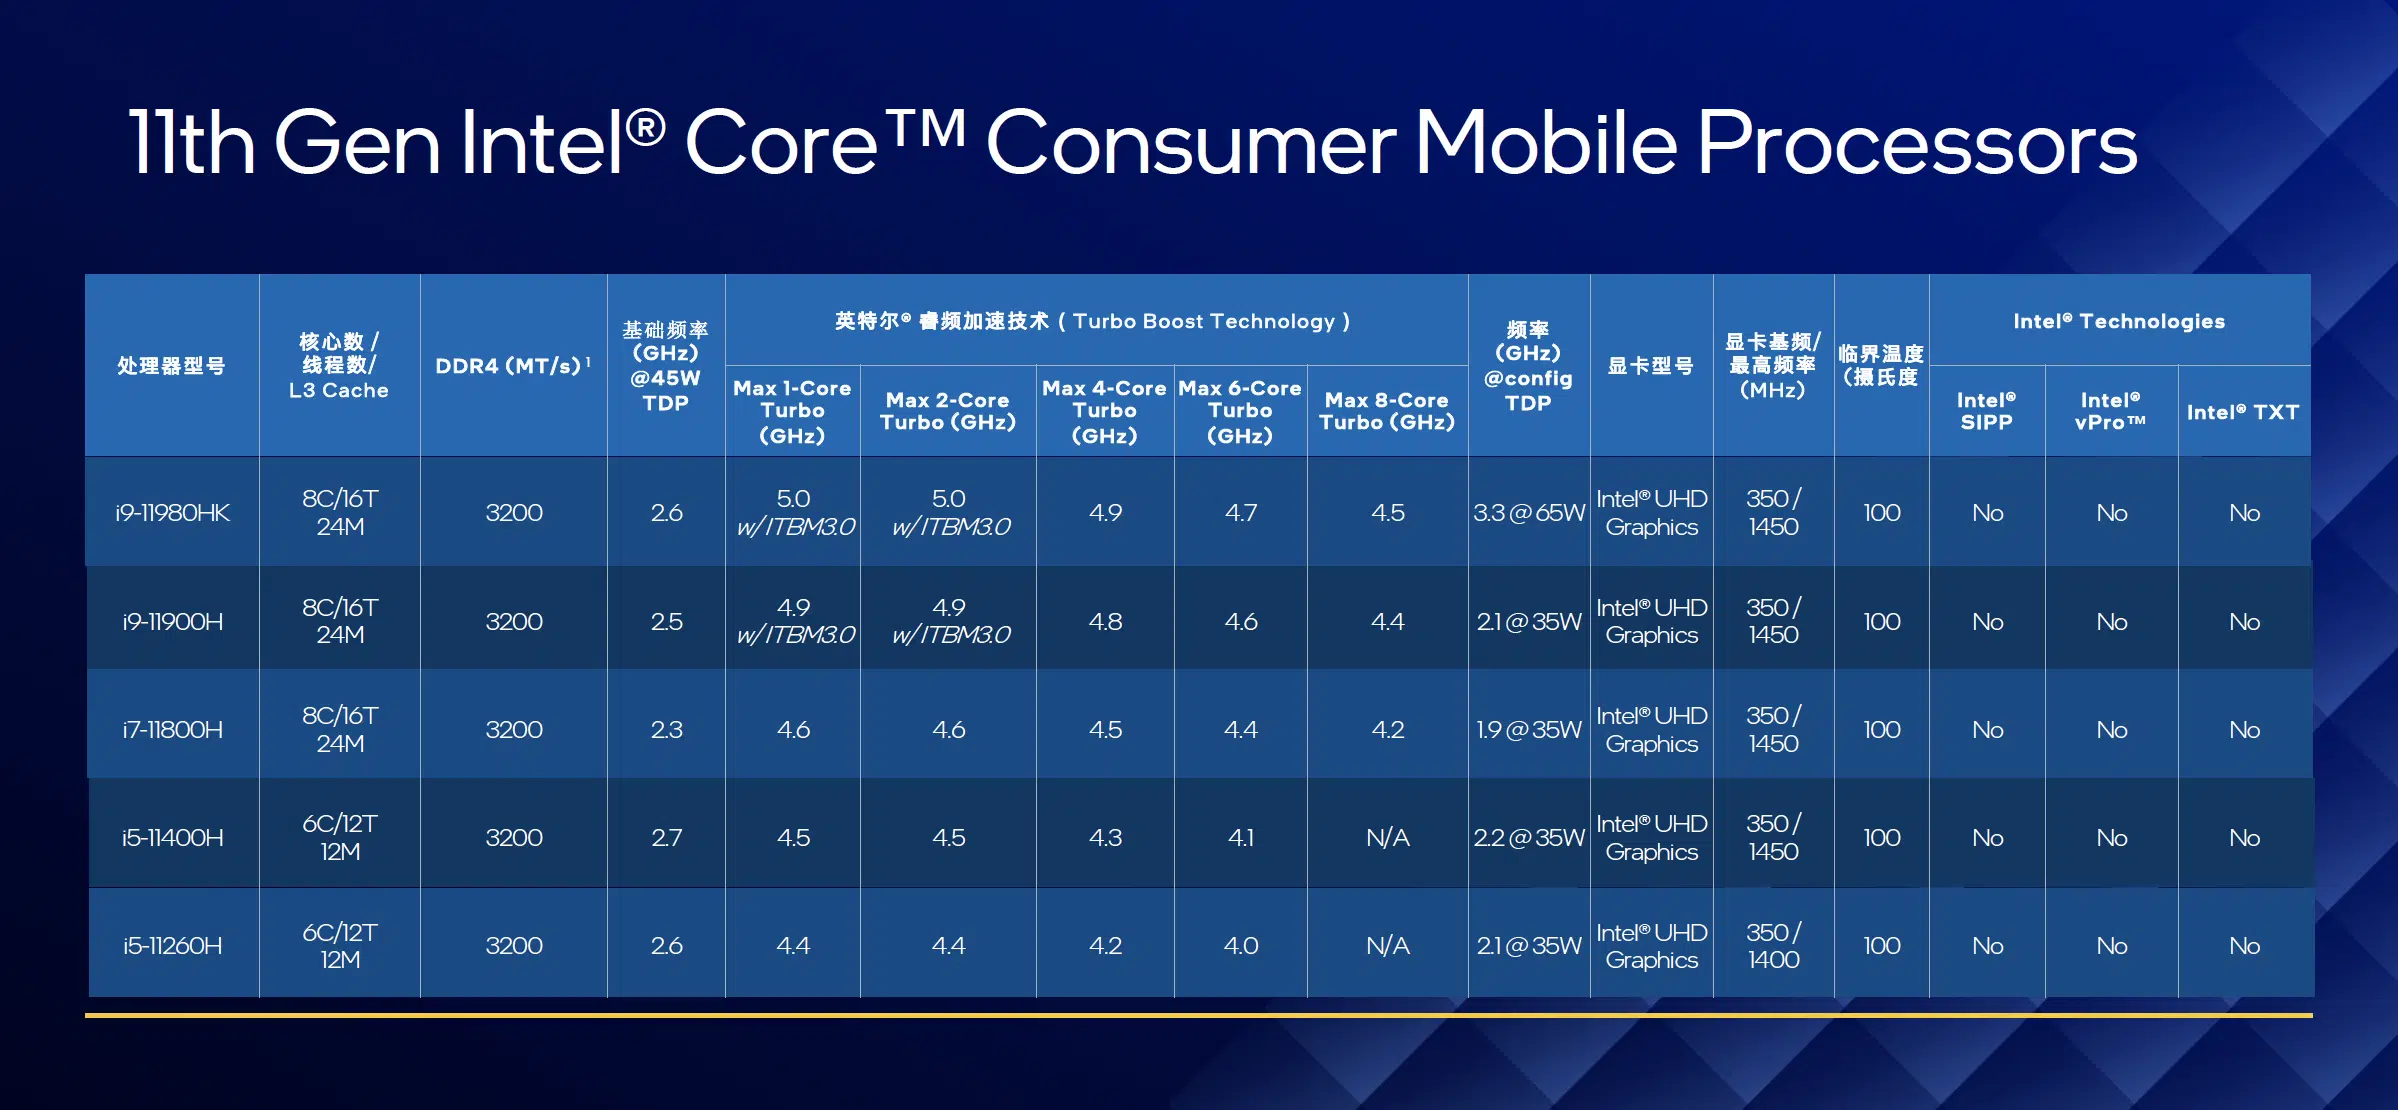 11th Gen Intel® Core™ Consumer Mobile Processors
处理器型号
核心数 /
线程数/
L3 Cache
DDR4 (MT/s)¹
基础频率
(GHz)
@45W
TDP
英特尔® 睿频加速技术 ( Turbo Boost Technology )
Max 1-Core
Turbo
(GHz)
Max 2-Core
Turbo (GHz)
Max 4-Core
Turbo
(GHz)
Max 6-Core
Turbo
(GHz)
Max 8-Core
Turbo (GHz)
频率
(GHz)
@config
TDP
显卡型号
显卡基频/
最高频率
(MHz)
临界温度
(摄氏度
Intel® Technologies
Intel®
SIPP
Intel®
vPro™
Intel® TXT
i9-11980HK
8C/16T
24M
3200
2.6
5.0
w/ITBM3.0
5.0
w/ITBM3.0
4.9
4.7
4.5
3.3 @ 65W
Intel® UHD
Graphics
350 /
1450
100
No
No
No
i9-11900H
8C/16T
24M
3200
2.5
4.9
w/ITBM3.0
4.9
w/ITBM3.0
4.8
4.6
4.4
2.1 @ 35W
Intel® UHD
Graphics
350 /
1450
100
No
No
No
i7-11800H
8C/16T
24M
3200
2.3
4.6
4.6
4.5
4.4
4.2
1.9 @ 35W
Intel® UHD
Graphics
350 /
1450
100
No
No
No
i5-11400H
6C/12T
12M
3200
2.7
4.5
4.5
4.3
4.1
N/A
2.2 @ 35W
Intel® UHD
Graphics
350 /
1450
100
No
No
No
i5-11260H
6C/12T
12M
3200
2.6
4.4
4.4
4.2
4.0
N/A
2.1 @ 35W
Intel® UHD
Graphics
350 /
1400
100
No
No
No